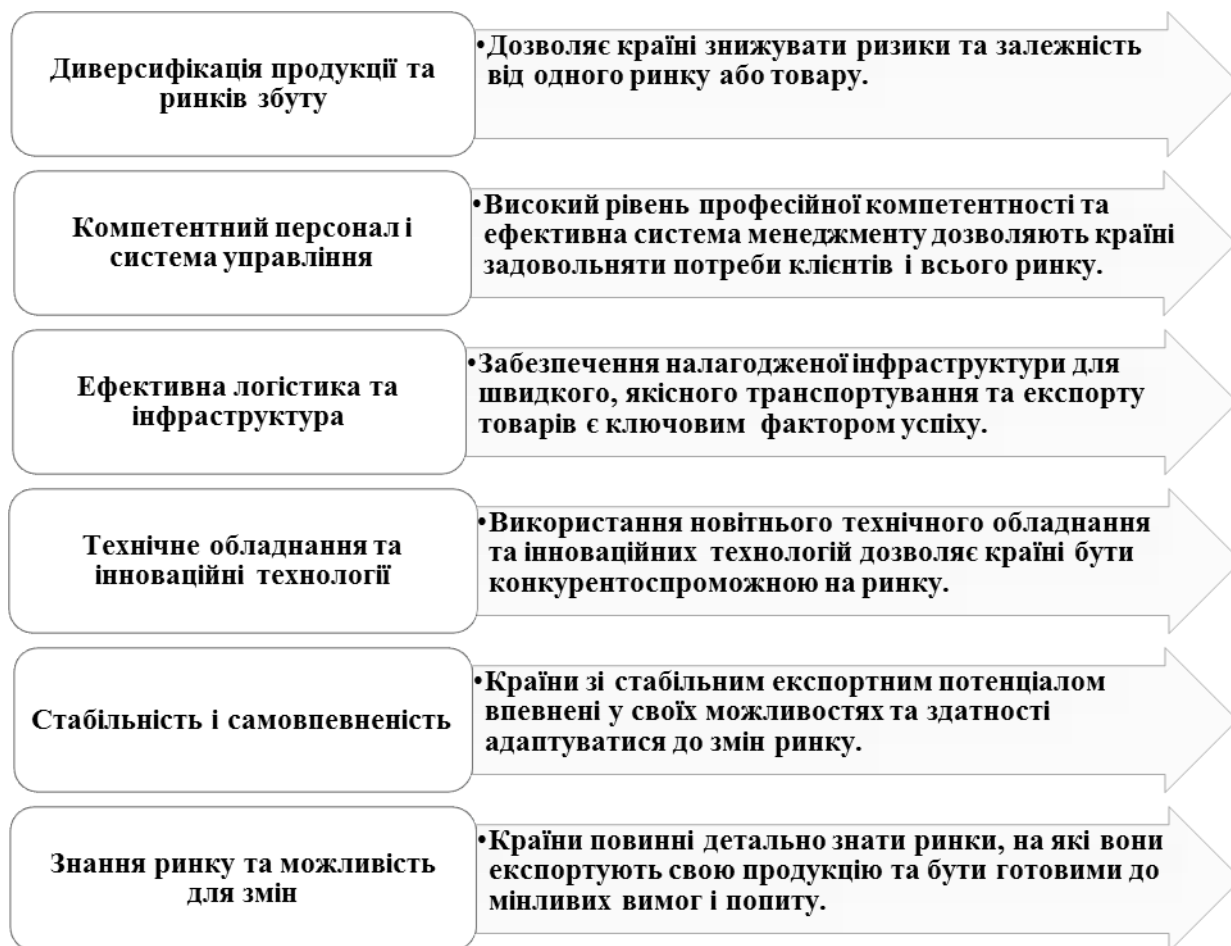 Диверсифікація продукції та
ринків збуту
•Дозволяє країні знижувати ризики та залежність
від одного ринку або товару.
Компетентний персонал і
система управління
•Високий рівень професійної компетентності та
ефективна система менеджменту дозволяють країні
задовольняти потреби клієнтів і всього ринку.
Ефективна логістика та
інфраструктура
•Забезпечення налагодженої інфраструктури для
швидкого, якісного транспортування та експорту
товарів є ключовим фактором успіху.
Технічне обладнання та
інноваційні технології
•Використання новітнього технічного обладнання
та інноваційних технологій дозволяє країні бути
конкурентоспроможною на ринку.
Стабільність і самовпевненість
•Країни зі стабільним експортним потенціалом
впевнені у своїх можливостях та здатності
адаптуватися до змін ринку.
Знання ринку та можливість
для змін
•Країни повинні детально знати ринки, на які вони
експортують свою продукцію та бути готовими до
мінливих вимог і попиту.